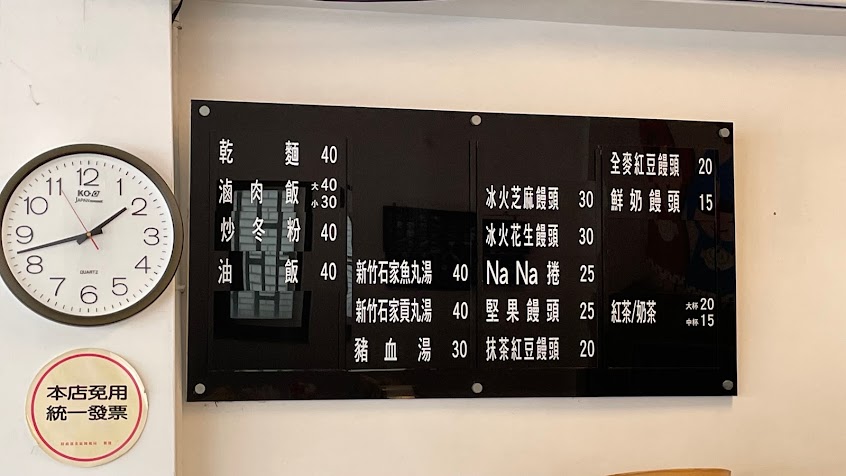 乾麵 40
滷肉飯 大40 小30
炒冬粉 40
油飯 40
新竹石家魚丸湯 40
新竹石家貢丸湯 40
豬血湯 30
冰火芝麻饅頭 30
冰火花生饅頭 30
Na Na 捲 25
堅果饅頭 25
抹茶紅豆饅頭 20
全麥紅豆饅頭 20
鮮奶饅頭 15
紅茶/奶茶 大杯20 中杯15
12
1
2
3
4
5
6
7
8
9
10
11
QUARTZ
本店免用
統一發票